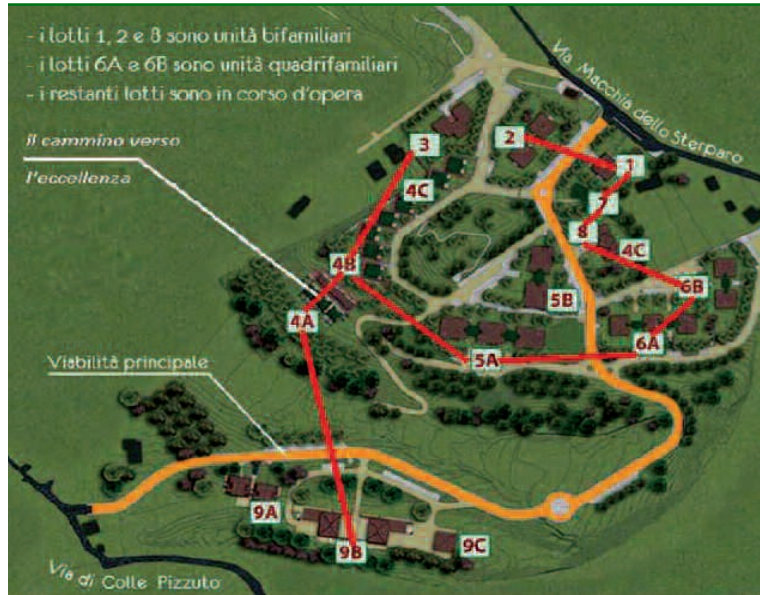 - i lotti 1, 2 e 8 sono unità bifamiliari
- i lotti 6A e 6B sono unità quadrifamiliari
- i restanti lotti sono in corso d'opera
Via Macchia dello Sterparo
il cammino verso
l'eccellenza
3
2
1
4C
7
8
4C
4B
6B
5B
4A
6A
5A
Viabilità principale
9A
9B
9C
Via di Colle Pizzuto